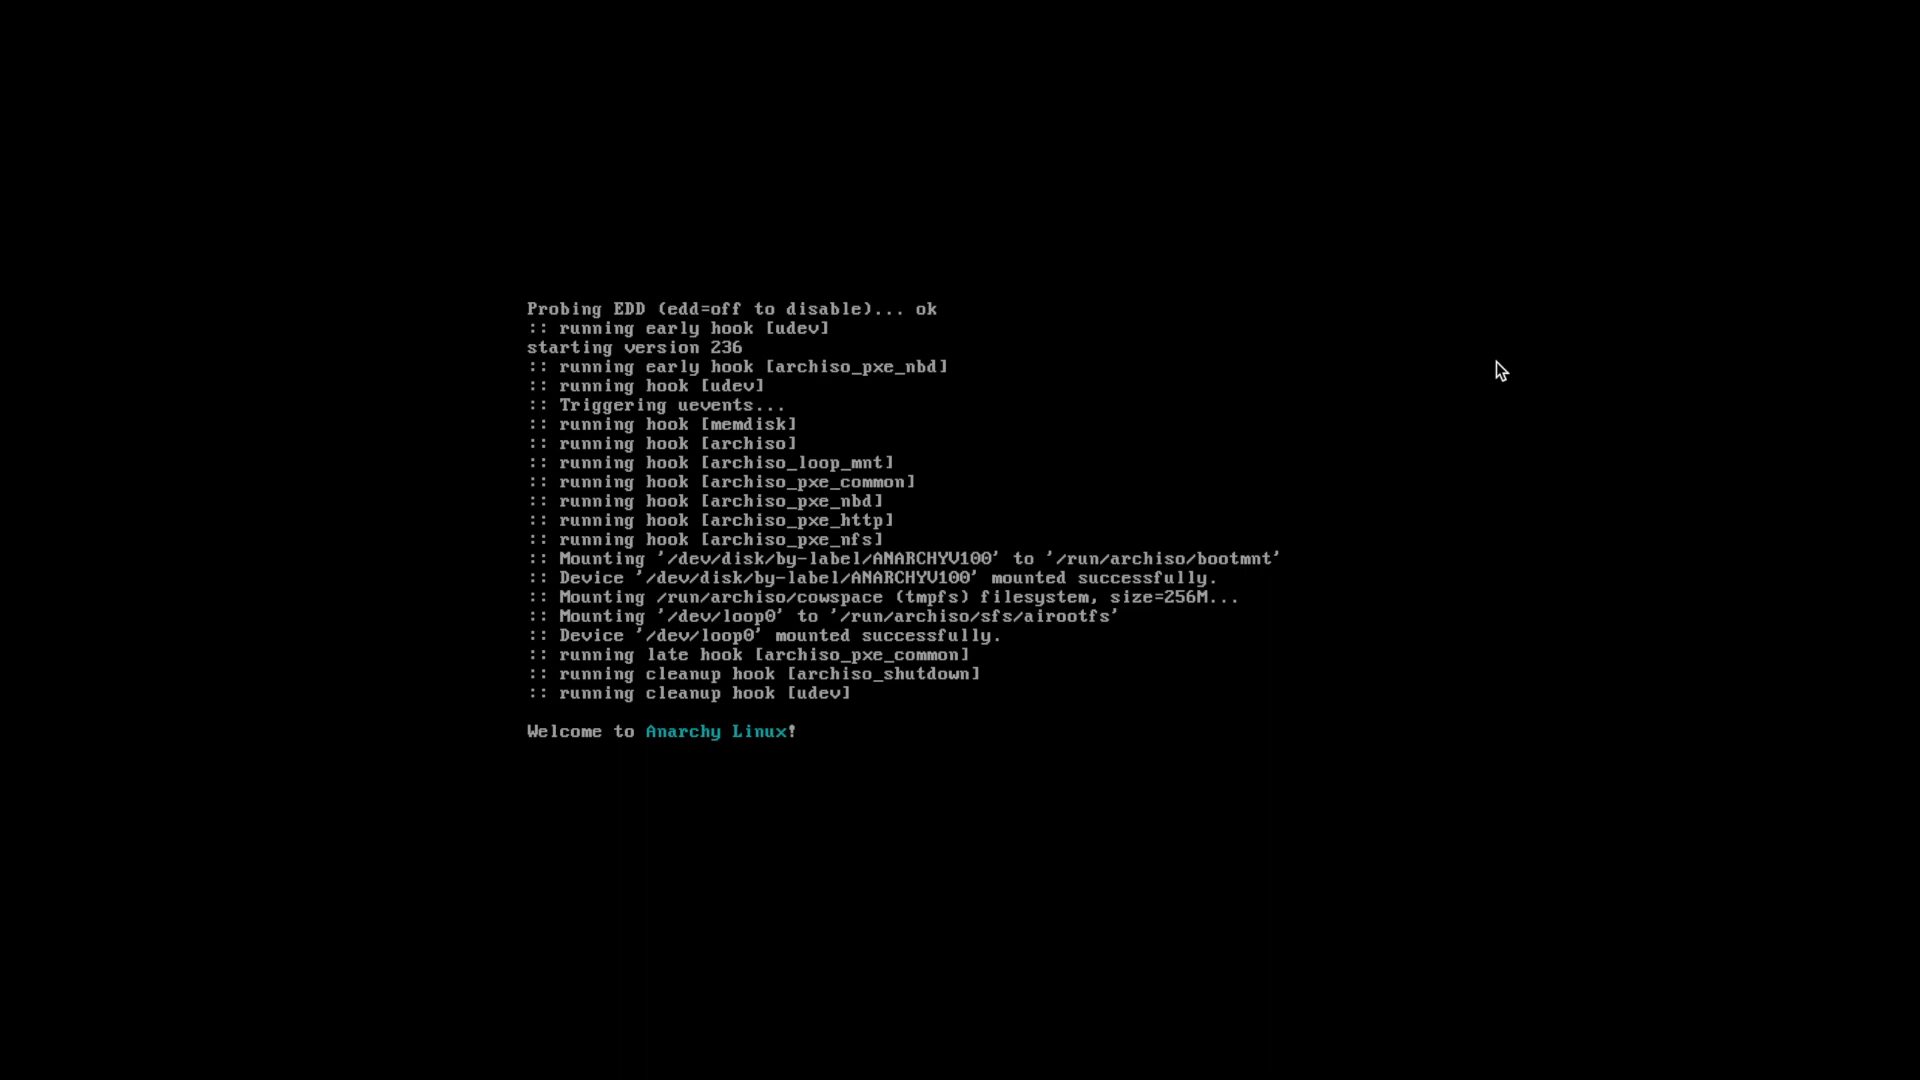 Probing EDD (edd=off to disable)... ok
:: running early hook [udev]
starting version 236
:: running early hook [archiso_pxe_nbd]
:: running hook [udev]
:: Triggering uevents...
:: running hook [memdisk]
:: running hook [archiso]
:: running hook [archiso_loop_mnt]
:: running hook [archiso_pxe_common]
:: running hook [archiso_pxe_nbd]
:: running hook [archiso_pxe_http]
:: running hook [archiso_pxe_nfs]
:: Mounting '/dev/disk/by-label/ANARCHYV100' to '/run/archiso/bootmnt'
:: Device '/dev/disk/by-label/ANARCHYV100' mounted successfully.
:: Mounting /run/archiso/cowspace (tmpfs) filesystem, size=256M...
:: Mounting '/dev/loop0' to '/run/archiso/sfs/airootfs'
:: Device '/dev/loop0' mounted successfully.
:: running late hook [archiso_pxe_common]
:: running cleanup hook [archiso_shutdown]
:: running cleanup hook [udev]
Welcome to Anarchy Linux!